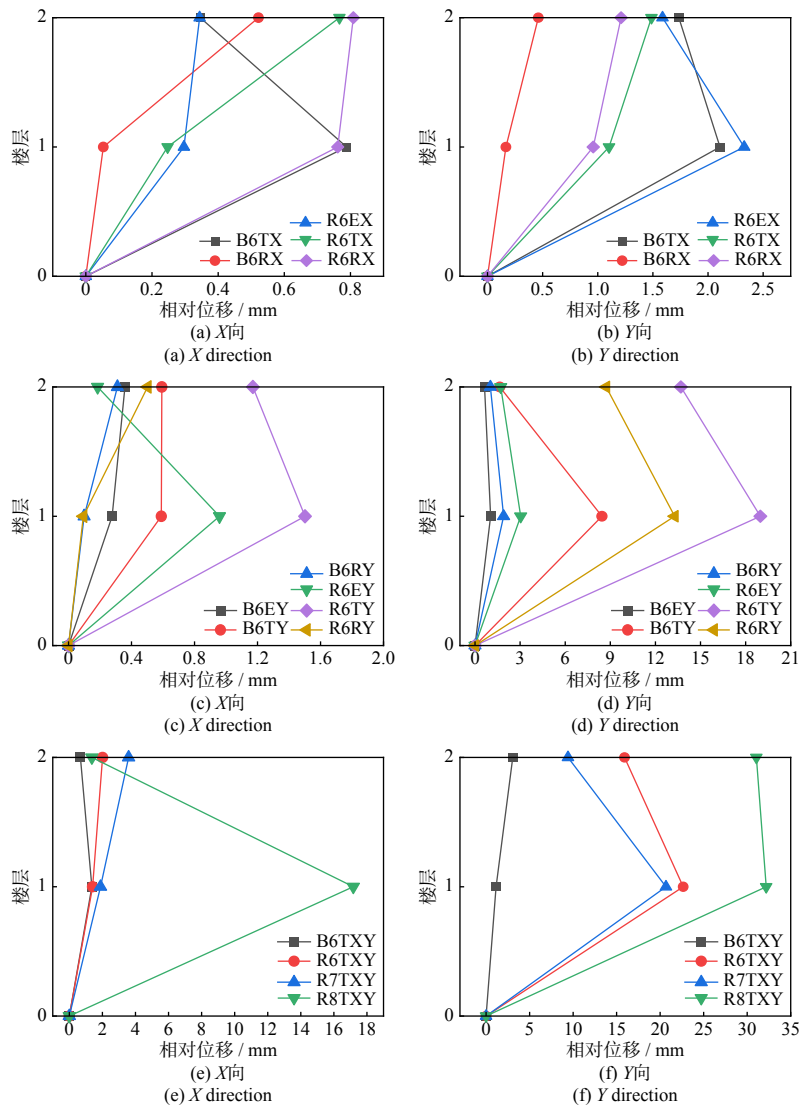 2
1
0
楼层
B6TX
B6RX
R6EX
R6TX
R6RX
0 0.2 0.4 0.6 0.8
相对位移 / mm
(a) X向
(a) X direction
2
1
0
楼层
B6TX
B6RX
R6EX
R6TX
R6RX
0 0.5 1.0 1.5 2.0 2.5
相对位移 / mm
(b) Y向
(b) Y direction
2
1
0
楼层
B6EY
B6TY
B6RY
R6EY
R6TY
R6RY
0 0.4 0.8 1.2 1.6 2.0
相对位移 / mm
(c) X向
(c) X direction
2
1
0
楼层
B6EY
B6TY
B6RY
R6EY
R6TY
R6RY
0 3 6 9 12 15 18 21
相对位移 / mm
(d) Y向
(d) Y direction
2
1
0
楼层
B6TXY
R6TXY
R7TXY
R8TXY
0 2 4 6 8 10 12 14 16 18
相对位移 / mm
(e) X向
(e) X direction
2
1
0
楼层
B6TXY
R6TXY
R7TXY
R8TXY
0 5 10 15 20 25 30 35
相对位移 / mm
(f) Y向
(f) Y direction